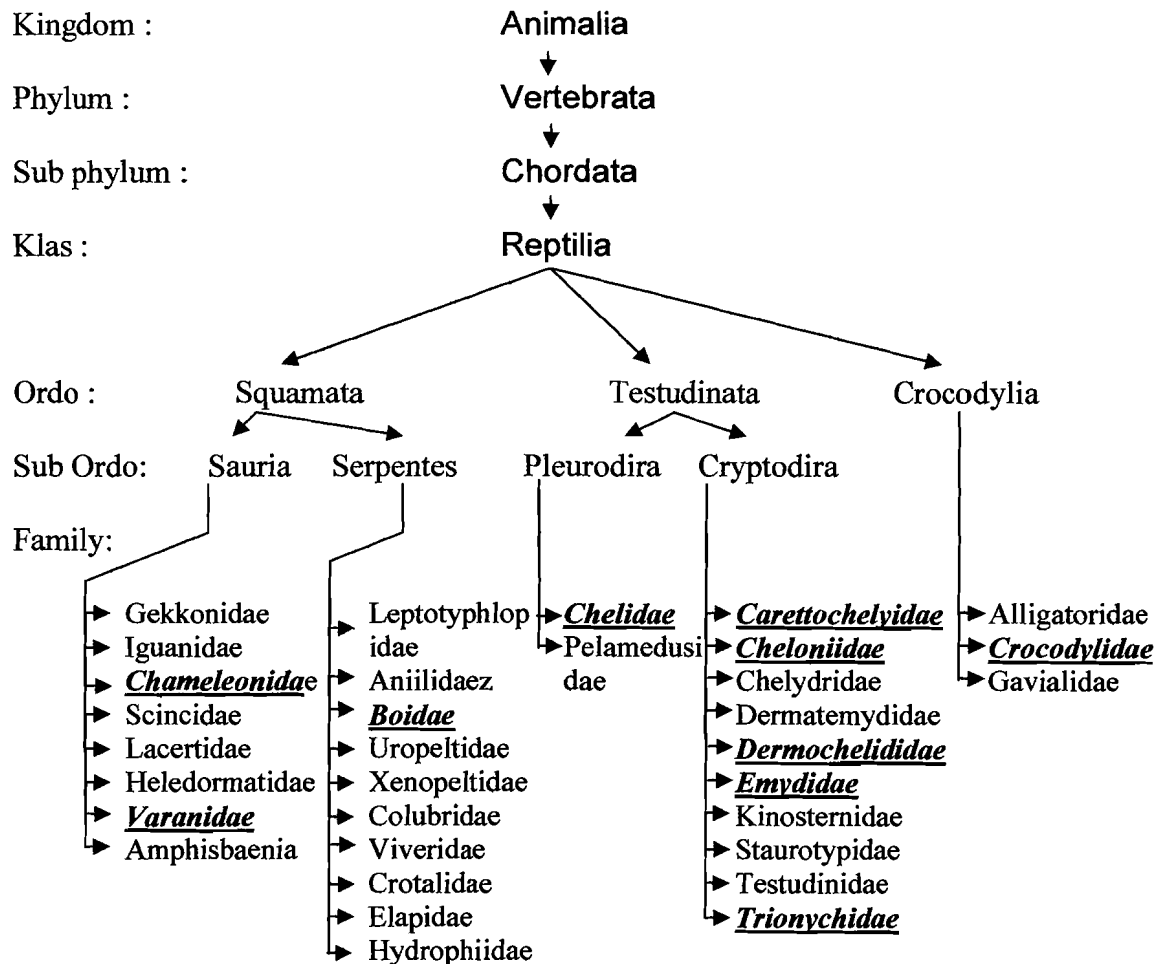 Kingdom : Animalia
Phylum : Vertebrata
Sub phylum : Chordata
Klas : Reptilia
Ordo : Squamata Testudinata Crocodylia
Sub Ordo: Sauria Serpentes Pleurodira Cryptodira
Family:
Gekkonidae
Iguanidae
Chameleonidae
Scincidae
Lacertidae
Heledormatidae
Varanidae
Amphisbaenia
Leptotyphlop
idae
Aniilidaez
Boidae
Uropeltidae
Xenopeltidae
Colubridae
Viveridae
Crotalidae
Elapidae
Hydrophiidae
Chelidae
Pelamedusi
dae
Carettochelyidae
Cheloniidae
Chelydridae
Dermatemydidae
Dermochelididae
Emydidae
Kinosternidae
Staurotypidae
Testudinidae
Trionychidae
Alligatoridae
Crocodylidae
Gavialidae